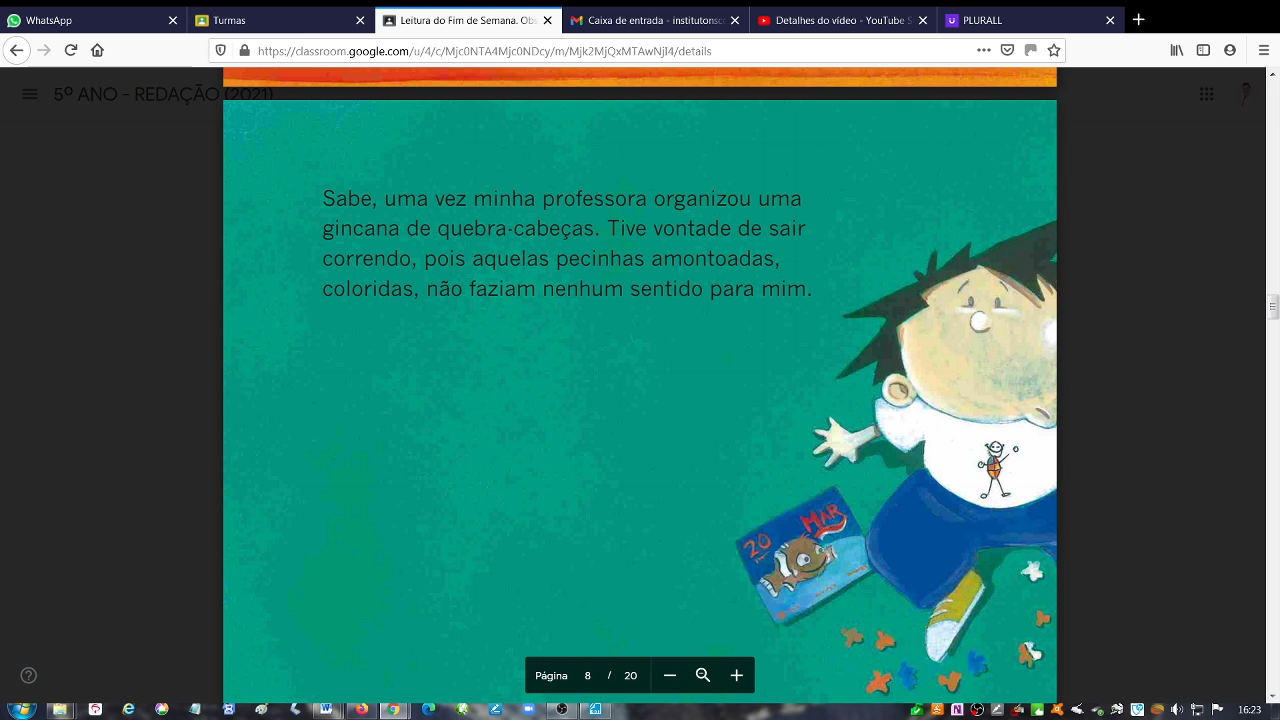 WhatsApp
Turmas
Leitura do Fim de Semana. Obs
Caixa de entrada - institutonsc
Detalhes do vídeo - YouTube S
PLURALL
https://classroom.google.com/u/4/c/Mjc0NTA4Mjc0NDcy/m/Mjk2MjQxMTAwNjI4/details
5º ANO - REDAÇÃO (2021)
Sabe, uma vez minha professora organizou uma
gincana de quebra-cabeças. Tive vontade de sair
correndo, pois aquelas pecinhas amontoadas,
coloridas, não faziam nenhum sentido para mim.
20
MAR
Página 8 / 20
16:23